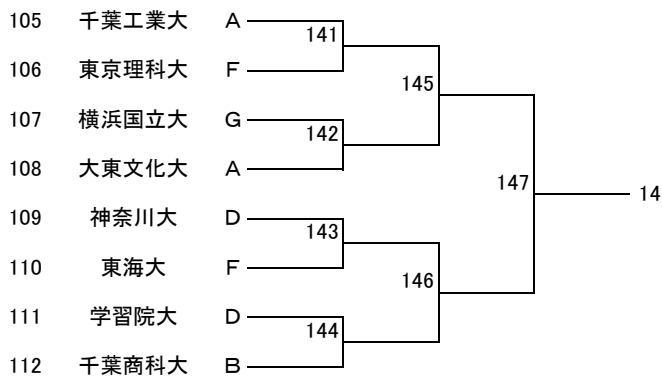 105 千葉工業大 A
141
106 東京理科大 F
145
107 横浜国立大 G
142
108 大東文化大 A
147
14
109 神奈川大 D
143
110 東海大 F
146
111 学習院大 D
144
112 千葉商科大 B